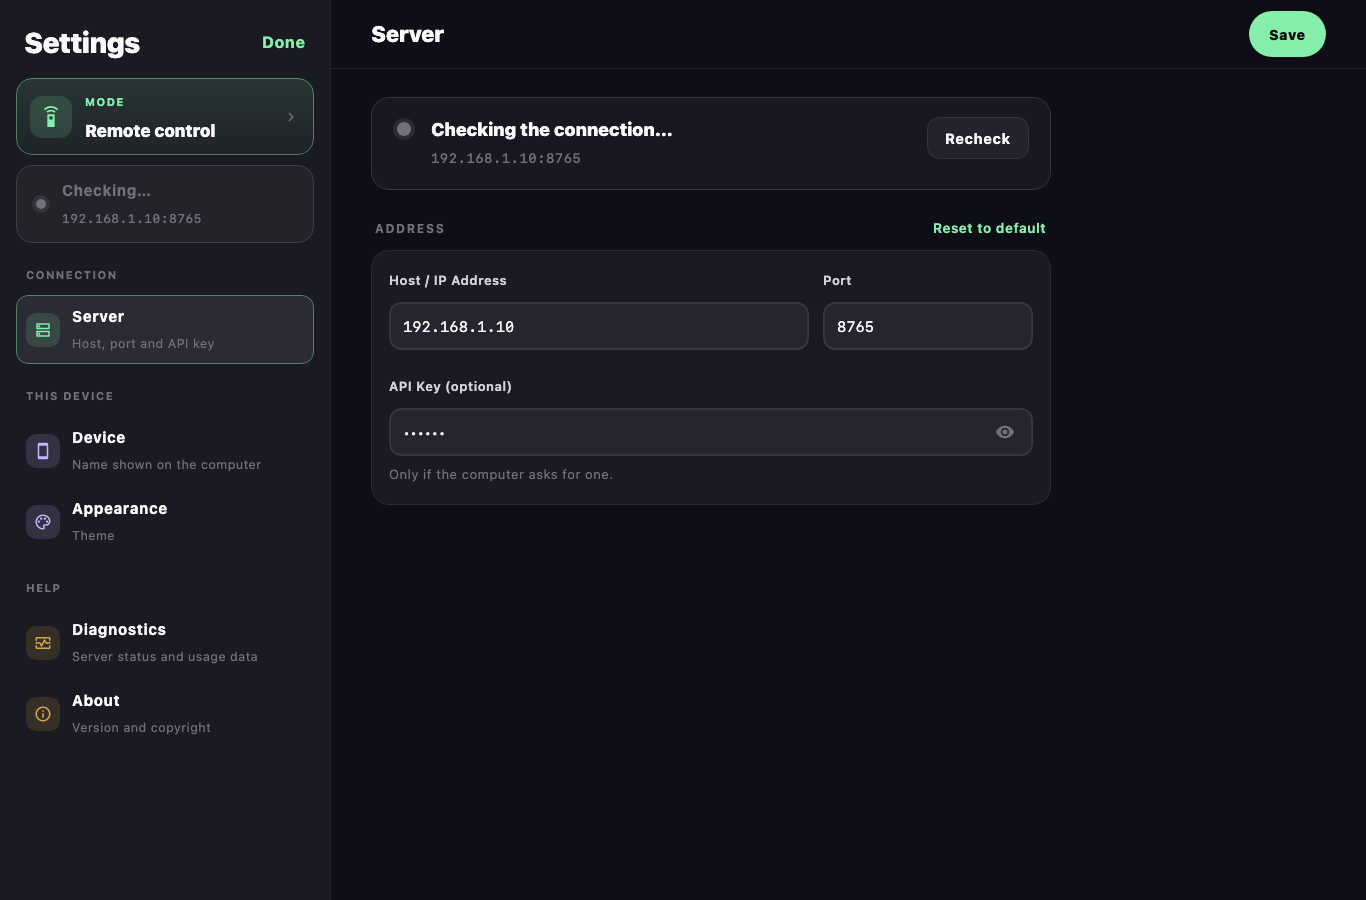 Settings
Done
MODE
Remote control
Checking...
192.168.1.10:8765
CONNECTION
Server
Host, port and API key
THIS DEVICE
Device
Name shown on the computer
Appearance
Theme
HELP
Diagnostics
Server status and usage data
About
Version and copyright
Server
Save
Checking the connection...
192.168.1.10:8765
Recheck
ADDRESS
Reset to default
Host / IP Address
Port
192.168.1.10
8765
API Key (optional)
••••••
Only if the computer asks for one.